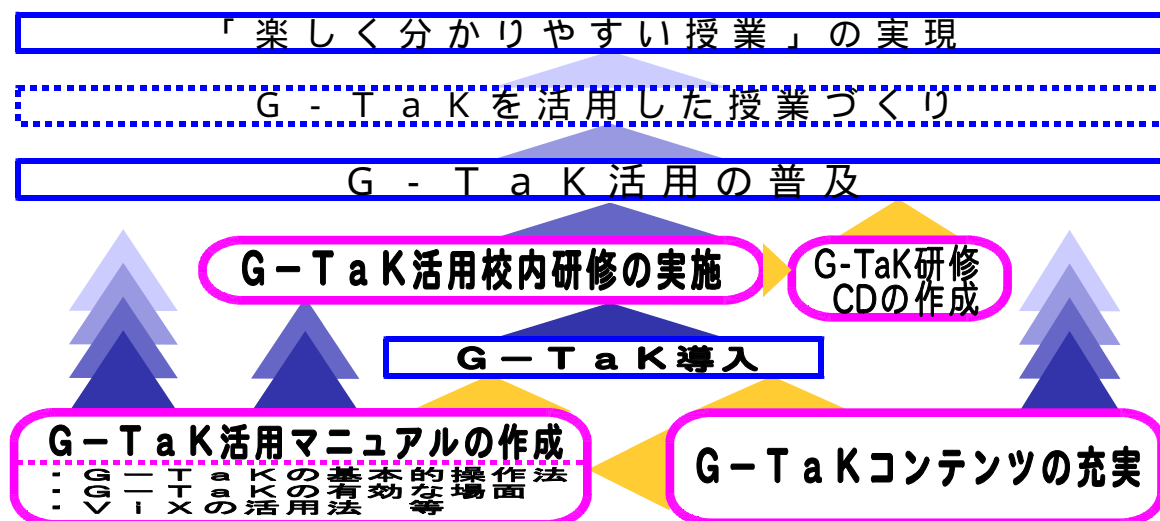 「楽しく分かりやすい授業」の実現
G-TaKを活用した授業づくり
G-TaK活用の普及
G－TaK活用校内研修の実施
G-TaK研修
CDの作成
G－TaK導入
G－TaK活用マニュアルの作成
・G－TaKの基本的操作法
・G－TaKの有効な場面
・ViXの活用法　等
G－TaKコンテンツの充実